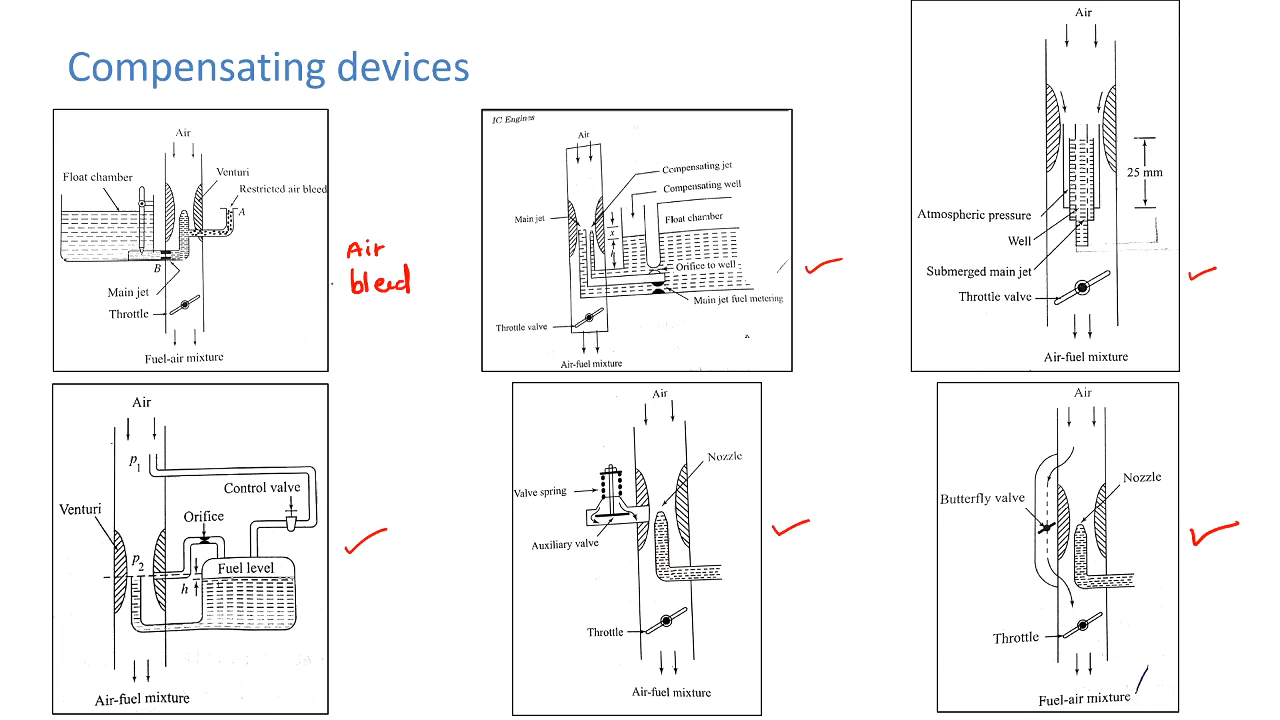 Compensating devices
Air
Float chamber
Venturi
Restricted air bleed
A
B
Main jet
Throttle
Fuel-air mixture
Air
bleed
IC Engines
Air
Compensating jet
Compensating well
Main jet
Float chamber
x
Orifice to well
Main jet fuel metering
Throttle valve
Air-fuel mixture
Air
25 mm
Atmospheric pressure
Well
Submerged main jet
Throttle valve
Air-fuel mixture
Air
p1
Control valve
Venturi
Orifice
p2
Fuel level
h
Air-fuel mixture
Air
Nozzle
Valve spring
Auxiliary valve
Throttle
Air-fuel mixture
Air
Nozzle
Butterfly valve
Throttle
Fuel-air mixture